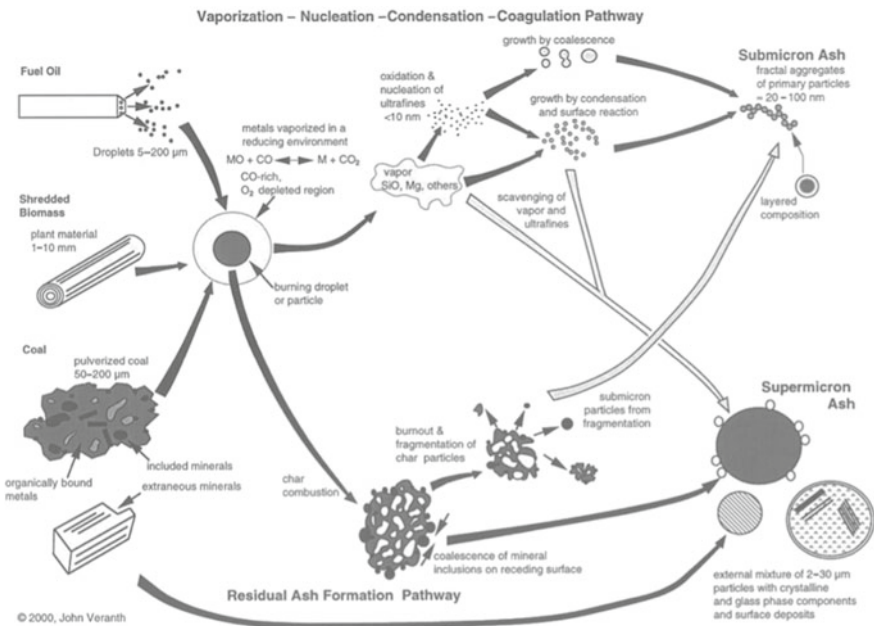 Vaporization – Nucleation –Condensation –Coagulation Pathway
Fuel Oil
Droplets 5–200 µm
Shredded
Biomass
plant material
1–10 mm
Coal
pulverized coal
50–200 µm
organically bound
metals
included minerals
extraneous minerals
metals vaporized in a
reducing environment
MO + CO ⟷ M + CO₂
CO-rich,
O₂ depleted region
burning droplet
or particle
oxidation &
nucleation of
ultrafines
<10 nm
vapor
SiO, Mg, others
growth by coalescence
growth by condensation
and surface reaction
scavenging
of vapor and
ultrafines
Submicron Ash
fractal aggregates
of primary particles
≈ 20 – 100 nm
layered
composition
char
combustion
burnout &
fragmentation of
char particles
submicron
particles from
fragmentation
coalescence of mineral
inclusions on receding surface
Supermicron
Ash
external mixture of 2–30 µm
particles with crystalline
and glass phase components
and surface deposits
Residual Ash Formation Pathway
© 2000, John Veranth